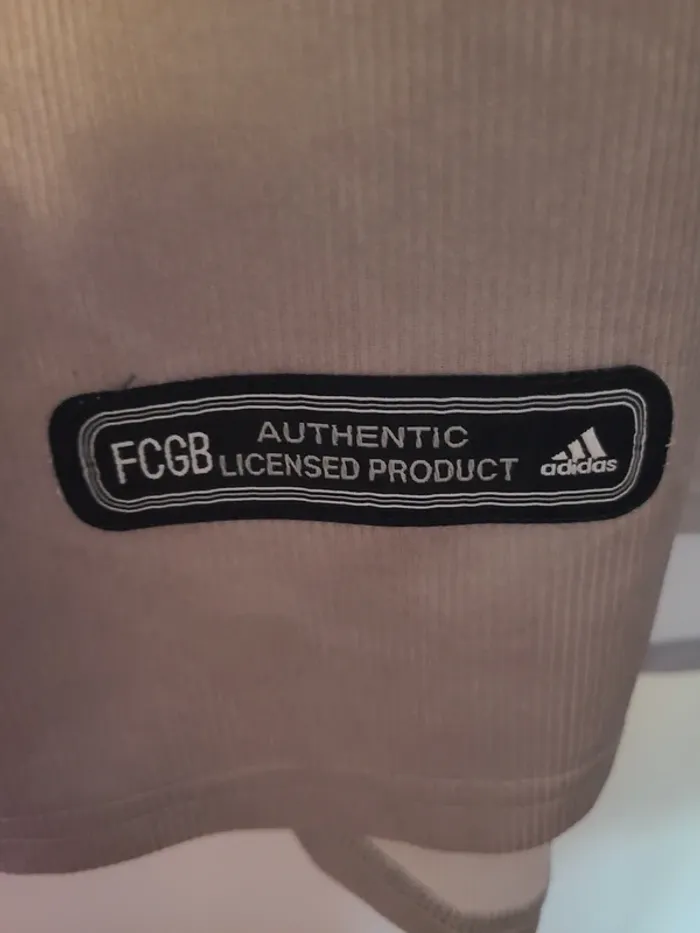 FCGB
AUTHENTIC
LICENSED PRODUCT
adidas